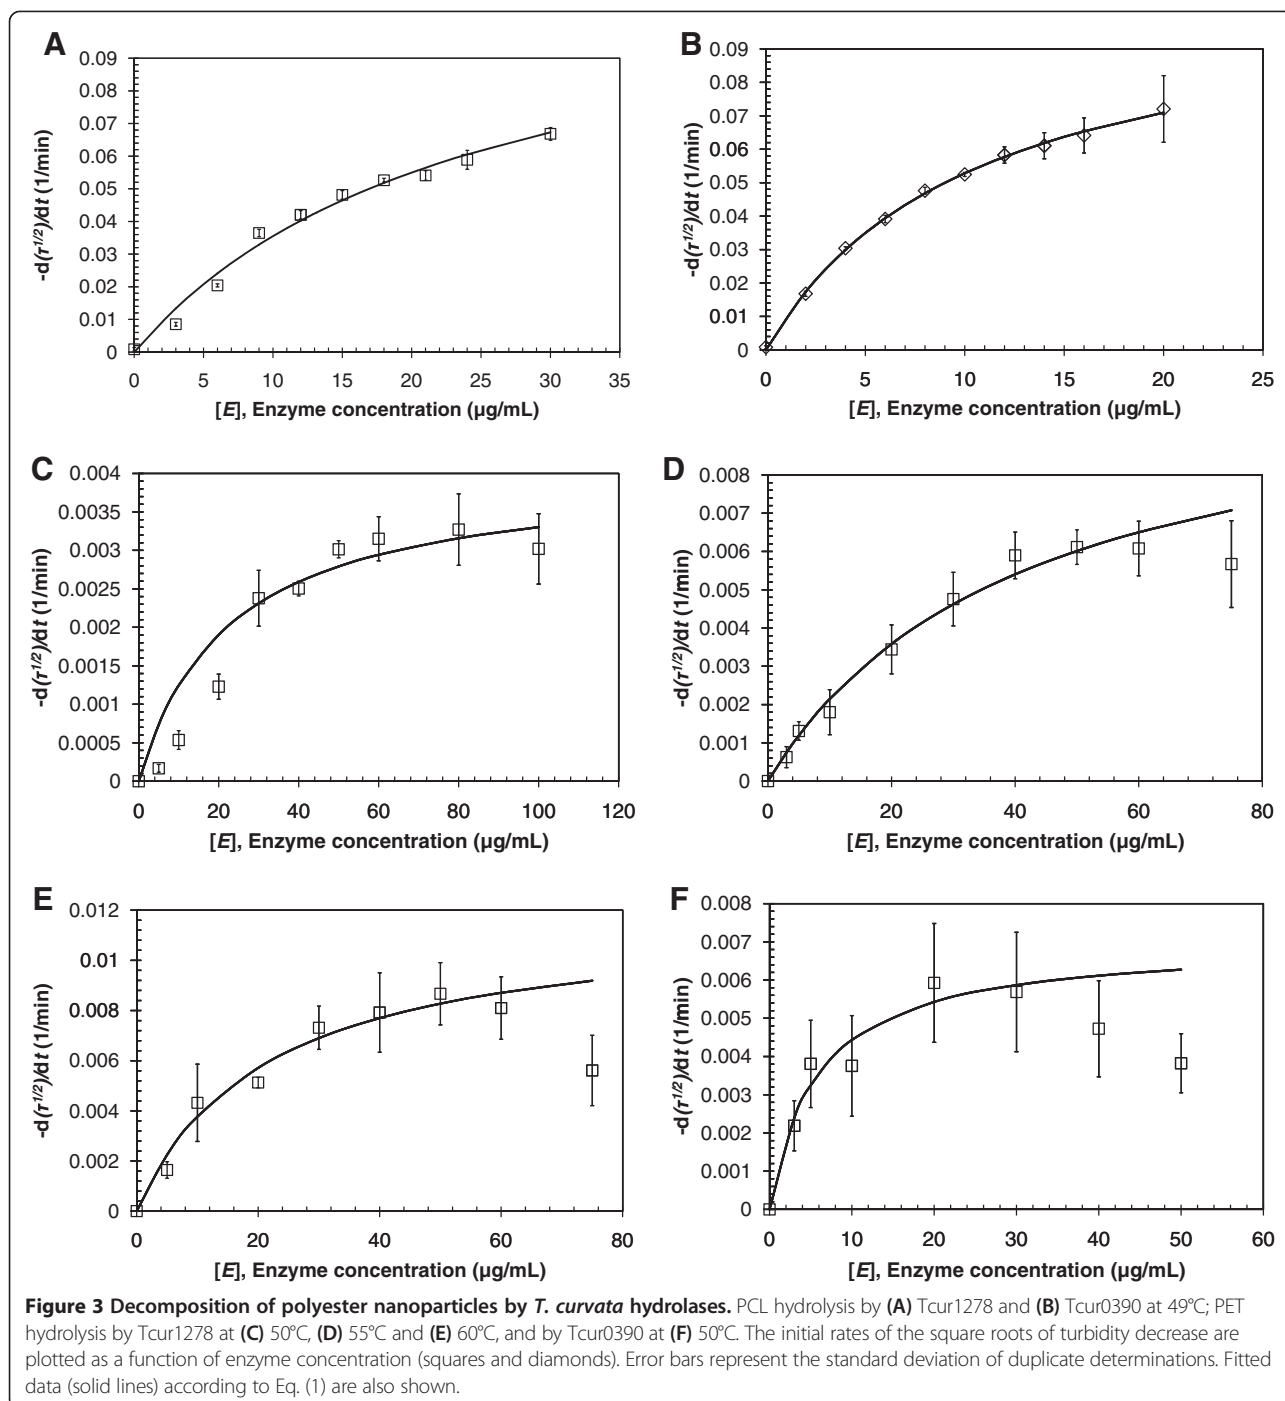 A
0.09
0.08
0.07
0.06
0.05
0.04
0.03
0.02
0.01
0
-d(τ^1/2)/dt (1/min)
0 5 10 15 20 25 30 35
[E], Enzyme concentration (µg/mL)
B
0.09
0.08
0.07
0.06
0.05
0.04
0.03
0.02
0.01
0
-d(τ^1/2)/dt (1/min)
0 5 10 15 20 25
[E], Enzyme concentration (µg/mL)
C
0.004
0.0035
0.003
0.0025
0.002
0.0015
0.001
0.0005
0
-d(τ^1/2)/dt (1/min)
0 20 40 60 80 100 120
[E], Enzyme concentration (µg/mL)
D
0.008
0.007
0.006
0.005
0.004
0.003
0.002
0.001
0
-d(τ^1/2)/dt (1/min)
0 20 40 60 80
[E], Enzyme concentration (µg/mL)
E
0.012
0.01
0.008
0.006
0.004
0.002
0
-d(τ^1/2)/dt (1/min)
0 20 40 60 80
[E], Enzyme concentration (µg/mL)
F
0.008
0.007
0.006
0.005
0.004
0.003
0.002
0.001
0
-d(τ^1/2)/dt (1/min)
0 10 20 30 40 50 60
[E], Enzyme concentration (µg/mL)
Figure 3 Decomposition of polyester nanoparticles by T. curvata hydrolases. PCL hydrolysis by (A) Tcur1278 and (B) Tcur0390 at 49°C; PET
hydrolysis by Tcur1278 at (C) 50°C, (D) 55°C and (E) 60°C, and by Tcur0390 at (F) 50°C. The initial rates of the square roots of turbidity decrease are
plotted as a function of enzyme concentration (squares and diamonds). Error bars represent the standard deviation of duplicate determinations. Fitted
data (solid lines) according to Eq. (1) are also shown.